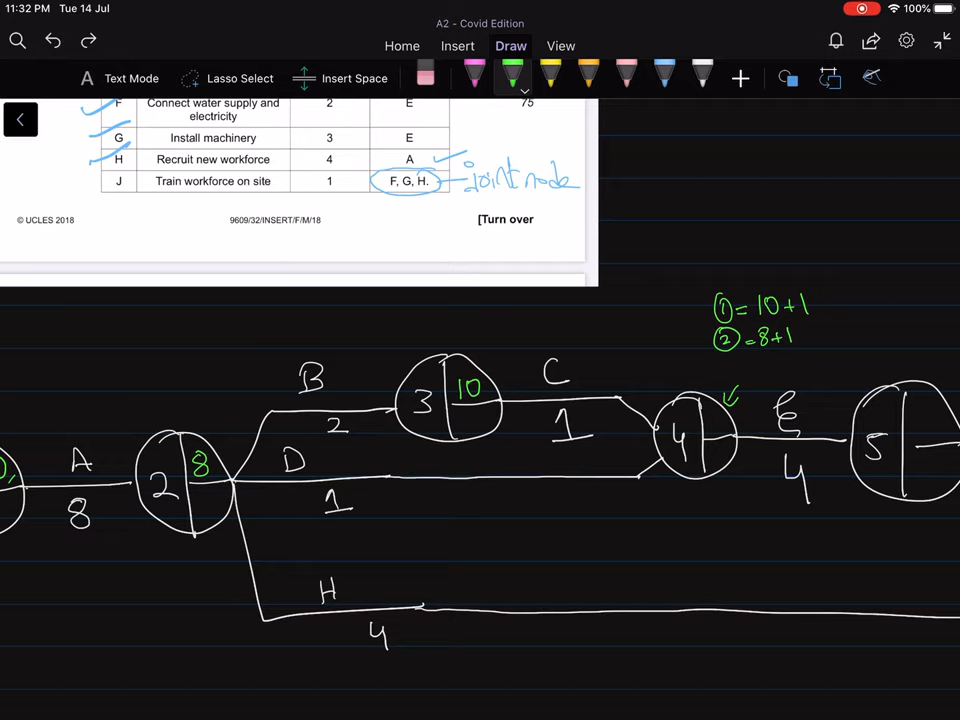 11:32 PM Tue 14 Jul
100%
A2 - Covid Edition
Home Insert Draw View
A Text Mode Lasso Select Insert Space
F Connect water supply and electricity 2 E 75
G Install machinery 3 E
H Recruit new workforce 4 A
J Train workforce on site 1 F, G, H. joint node
© UCLES 2018 9609/32/INSERT/F/M/18 [Turn over
① = 10+1
② = 8+1
B
2
3 10
C
1
4
E
4
5
A
8
2 8
D
1
0,
H
4